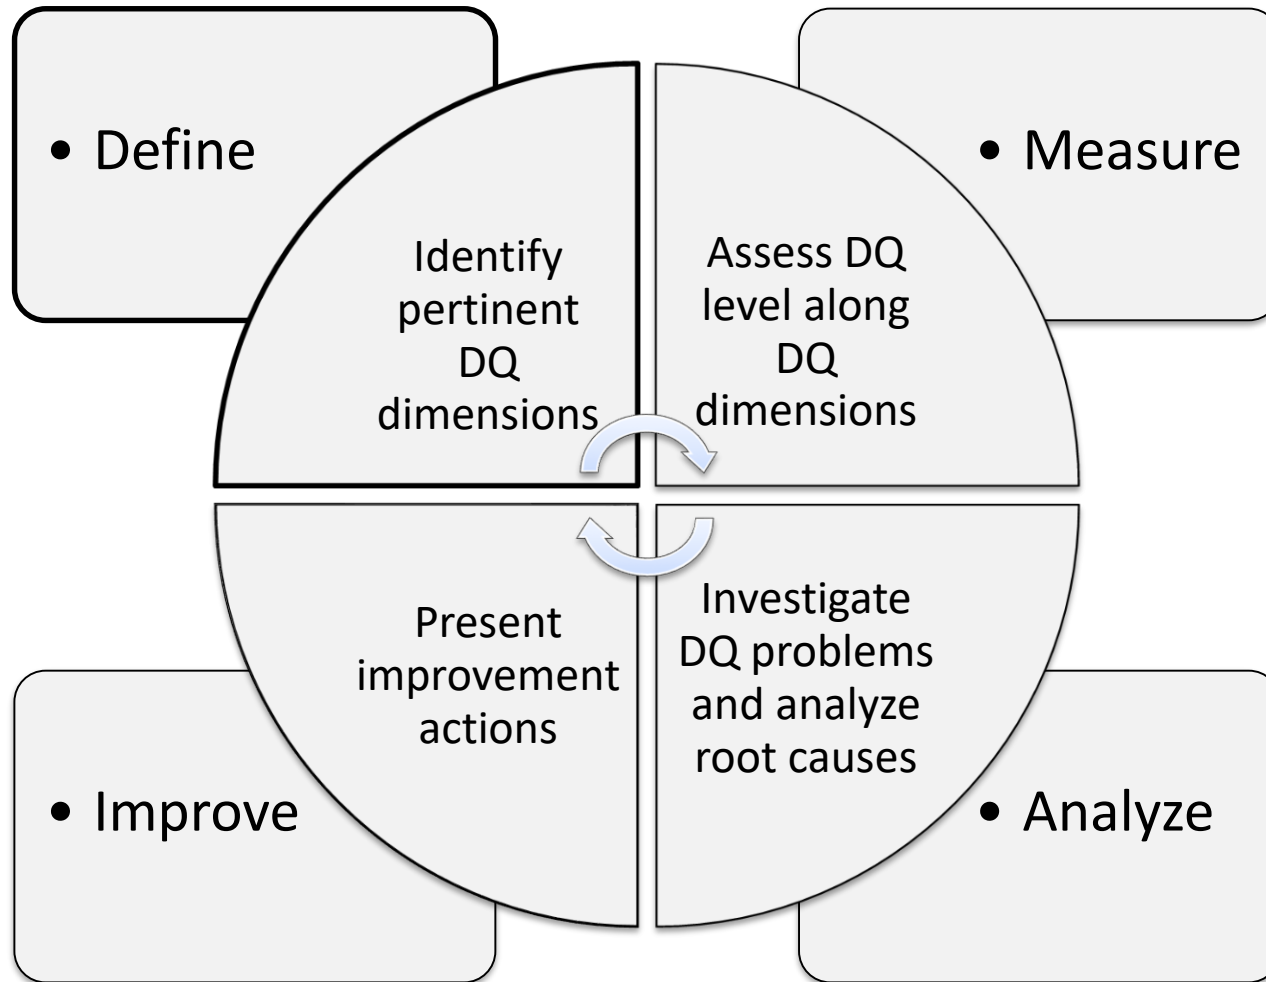 • Define
Identify
pertinent
DQ
dimensions
• Measure
Assess DQ
level along
DQ
dimensions
• Analyze
Investigate
DQ problems
and analyze
root causes
• Improve
Present
improvement
actions